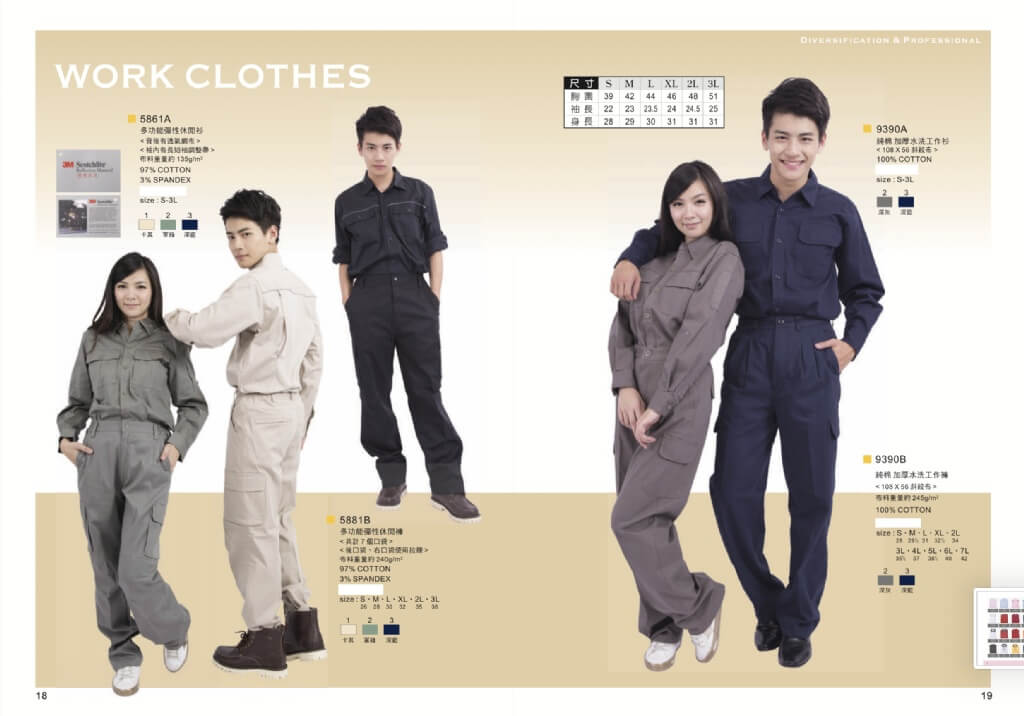 DIVERSIFICATION & PROFESSIONAL
WORK CLOTHES
5861A
多功能彈性休閒衫
<背後有透氣網布>
<袖內有長短袖調整帶>
布料重量約 135g/m²
97% COTTON
3% SPANDEX
size : S-3L
1 2 3
卡其 軍綠 深藍
3M Scotchlite
Reflective Material
3M Scotchlite
5881B
多功能彈性休閒褲
<共計 7 個口袋>
<後口袋、右口袋使用拉鍊>
布料重量約240g/m²
97% COTTON
3% SPANDEX
size : S・M・L・XL・2L・3L
26 28 30 32 35 38
1 2 3
卡其 軍綠 深藍
18
尺寸 S M L XL 2L 3L
胸圍 39 42 44 46 48 51
袖長 22 23 23.5 24 24.5 25
身長 28 29 30 31 31 31
9390A
純棉 加厚水洗工作衫
<108 X 56 斜紋布>
100% COTTON
size : S-3L
2 3
深灰 深藍
9390B
純棉 加厚水洗工作褲
<108 X 56 斜紋布>
布料重量約245g/m²
100% COTTON
size : S・M・L・XL・2L
3L・4L・5L・6L・7L
2 3
深灰 深藍
19